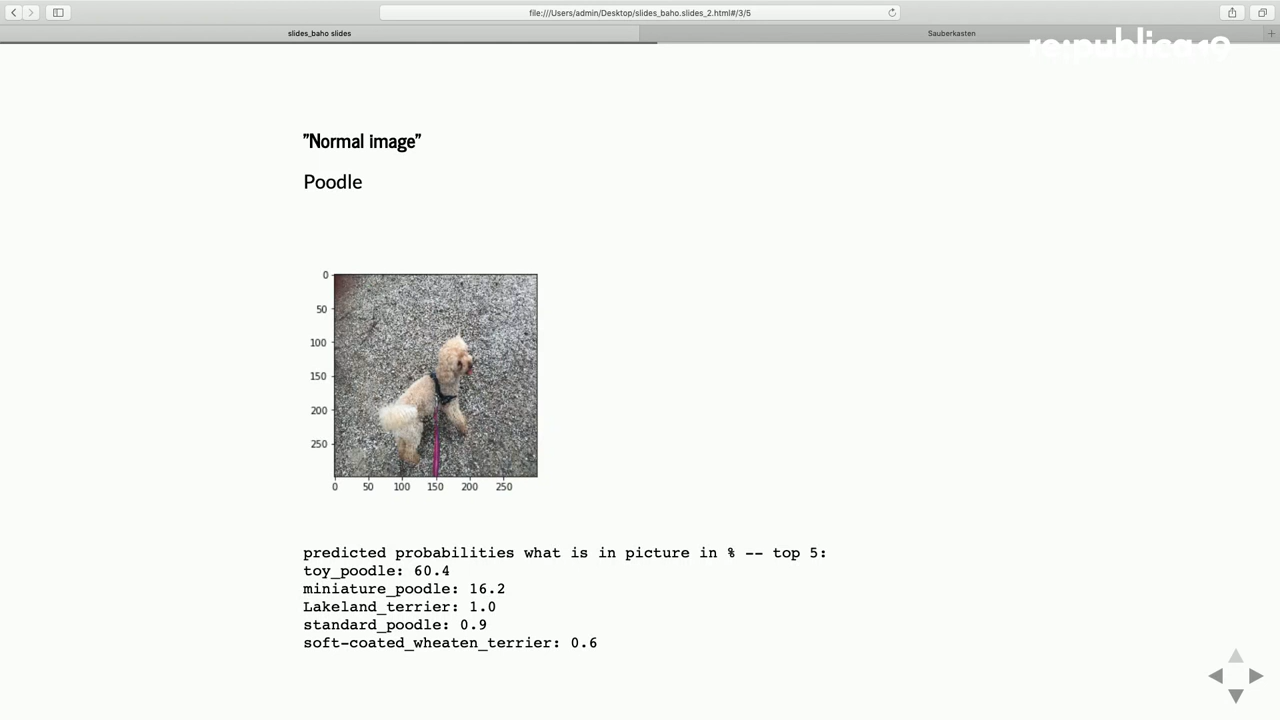 file:///Users/admin/Desktop/slides_baho.slides_2.html#/3/5
slides_baho slides
Sauberkasten
re:publica 19
"Normal image"
Poodle
0
50
100
150
200
250
0 50 100 150 200 250
predicted probabilities what is in picture in % -- top 5:
toy_poodle: 60.4
miniature_poodle: 16.2
Lakeland_terrier: 1.0
standard_poodle: 0.9
soft-coated_wheaten_terrier: 0.6